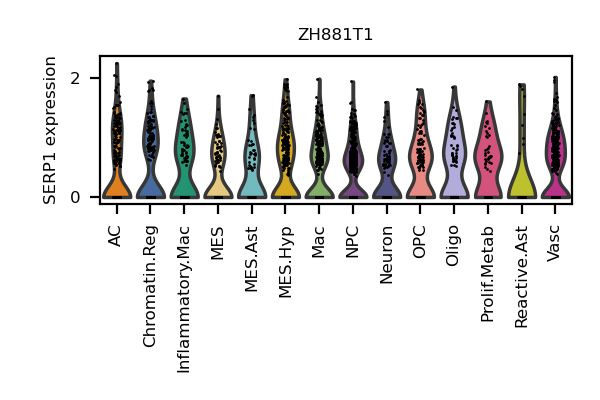 ZH881T1
SERP1 expression
2
0
AC
Chromatin.Reg
Inflammatory.Mac
MES
MES.Ast
MES.Hyp
Mac
NPC
Neuron
OPC
Oligo
Prolif.Metab
Reactive.Ast
Vasc